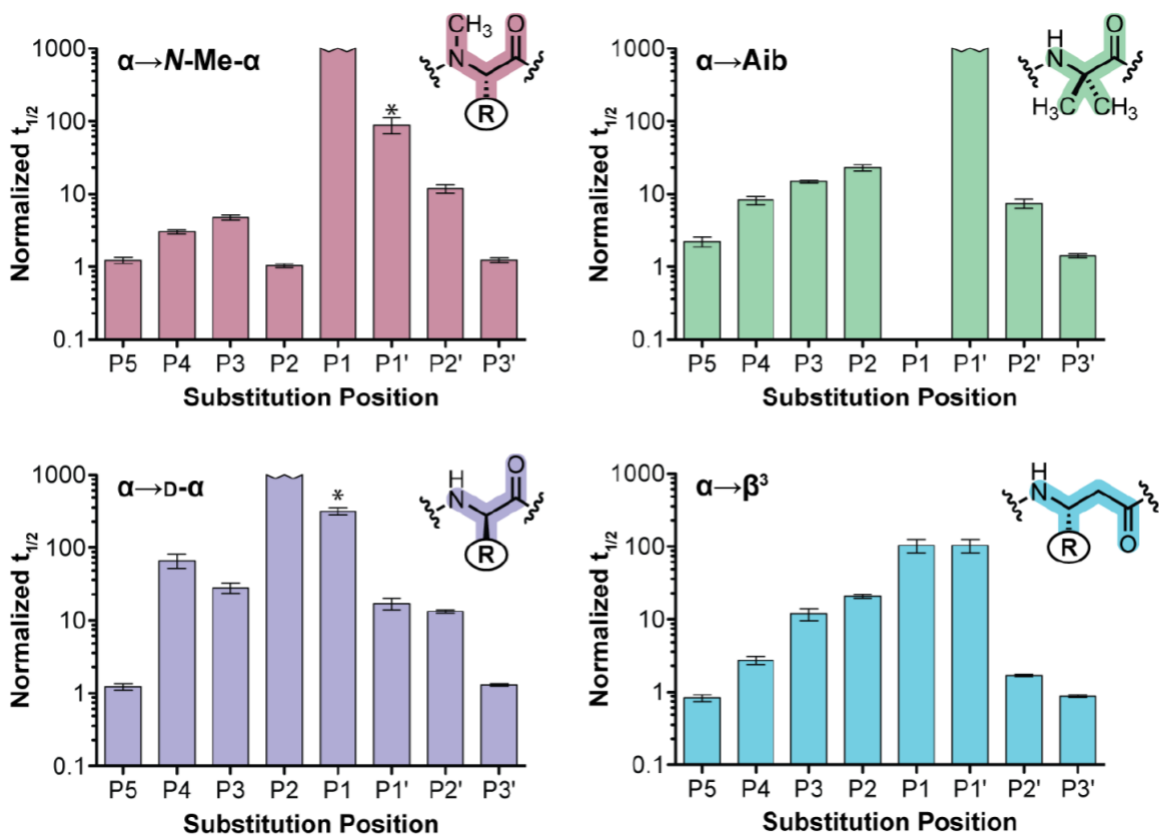 α→N-Me-α
CH₃
N
O
R
Normalized t1/2
1000
100
10
1
0.1
*
P5 P4 P3 P2 P1 P1' P2' P3'
Substitution Position
α→Aib
H
N
O
H₃C CH₃
Normalized t1/2
1000
100
10
1
0.1
P5 P4 P3 P2 P1 P1' P2' P3'
Substitution Position
α→D-α
H
N
O
R
Normalized t1/2
1000
100
10
1
0.1
*
P5 P4 P3 P2 P1 P1' P2' P3'
Substitution Position
α→β³
H
N
O
R
Normalized t1/2
1000
100
10
1
0.1
P5 P4 P3 P2 P1 P1' P2' P3'
Substitution Position